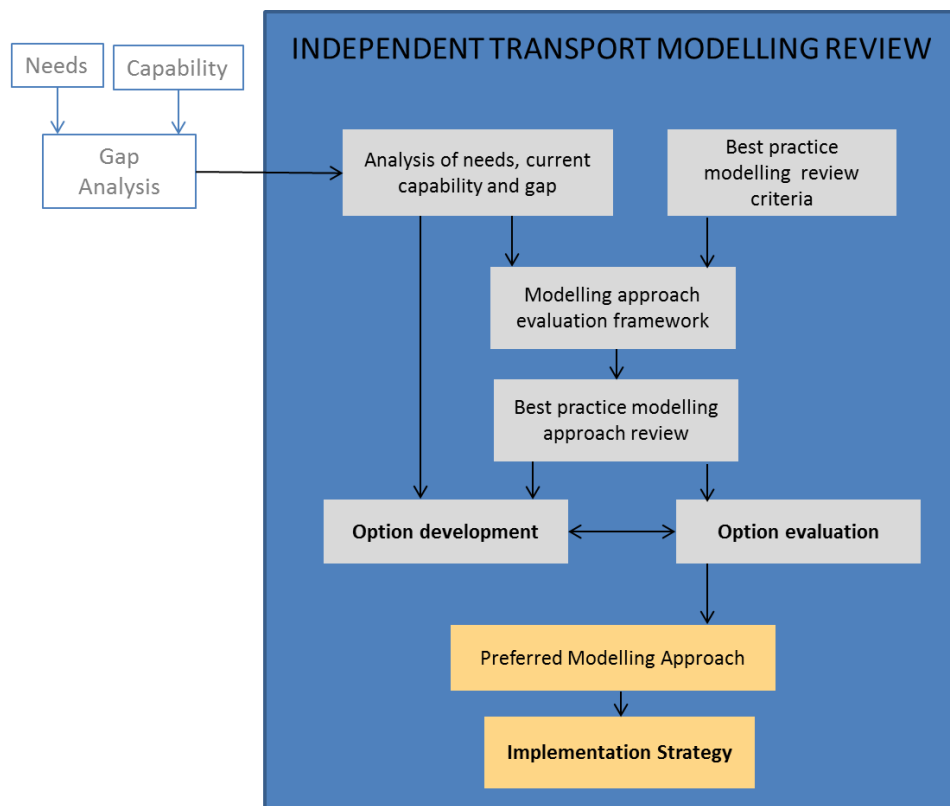 INDEPENDENT TRANSPORT MODELLING REVIEW
Needs
Capability
Gap
Analysis
Analysis of needs, current
capability and gap
Best practice
modelling review
criteria
Modelling approach
evaluation framework
Best practice modelling
approach review
Option development
Option evaluation
Preferred Modelling Approach
Implementation Strategy